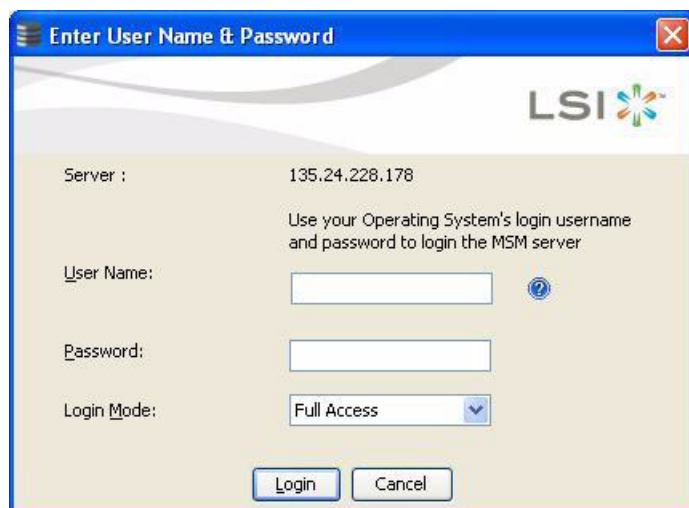 Enter User Name & Password
LSI
Server : 135.24.228.178
Use your Operating System's login username
and password to login the MSM server
User Name:
Password:
Login Mode: Full Access
Login Cancel